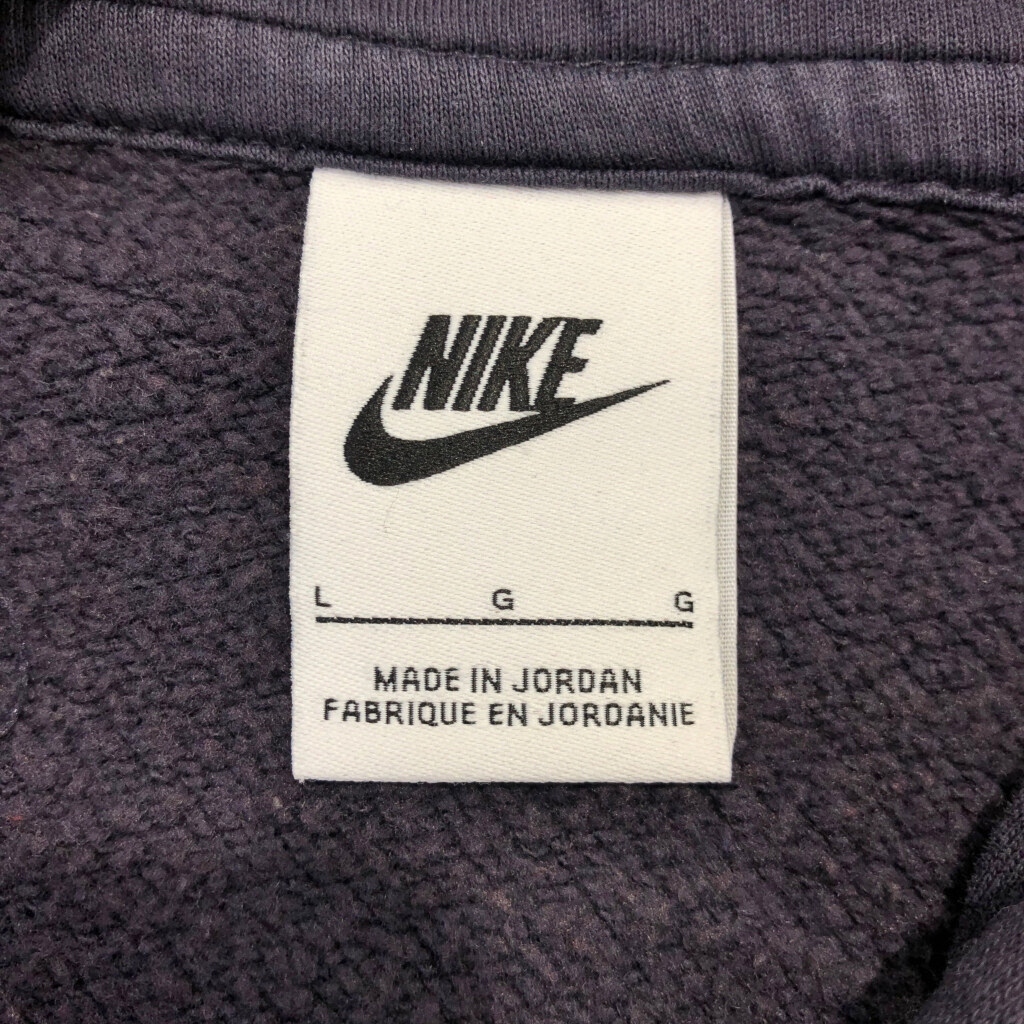 NIKE
L G G
MADE IN JORDAN
FABRIQUE EN JORDANIE